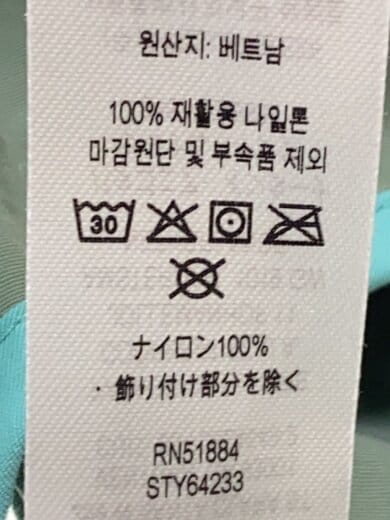 원산지: 베트남
100% 재활용 나일론
마감원단 및 부속품 제외
30
ナイロン100%
・飾り付け部分を除く
RN51884
STY64233